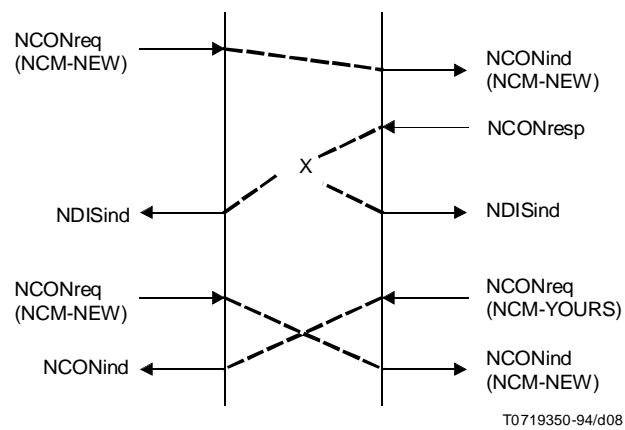 NCONreq
(NCM-NEW)
NCONind
(NCM-NEW)
NCONresp
X
NDISind
NDISind
NCONreq
(NCM-NEW)
NCONreq
(NCM-YOURS)
NCONind
NCONind
(NCM-NEW)
T0719350-94/d08